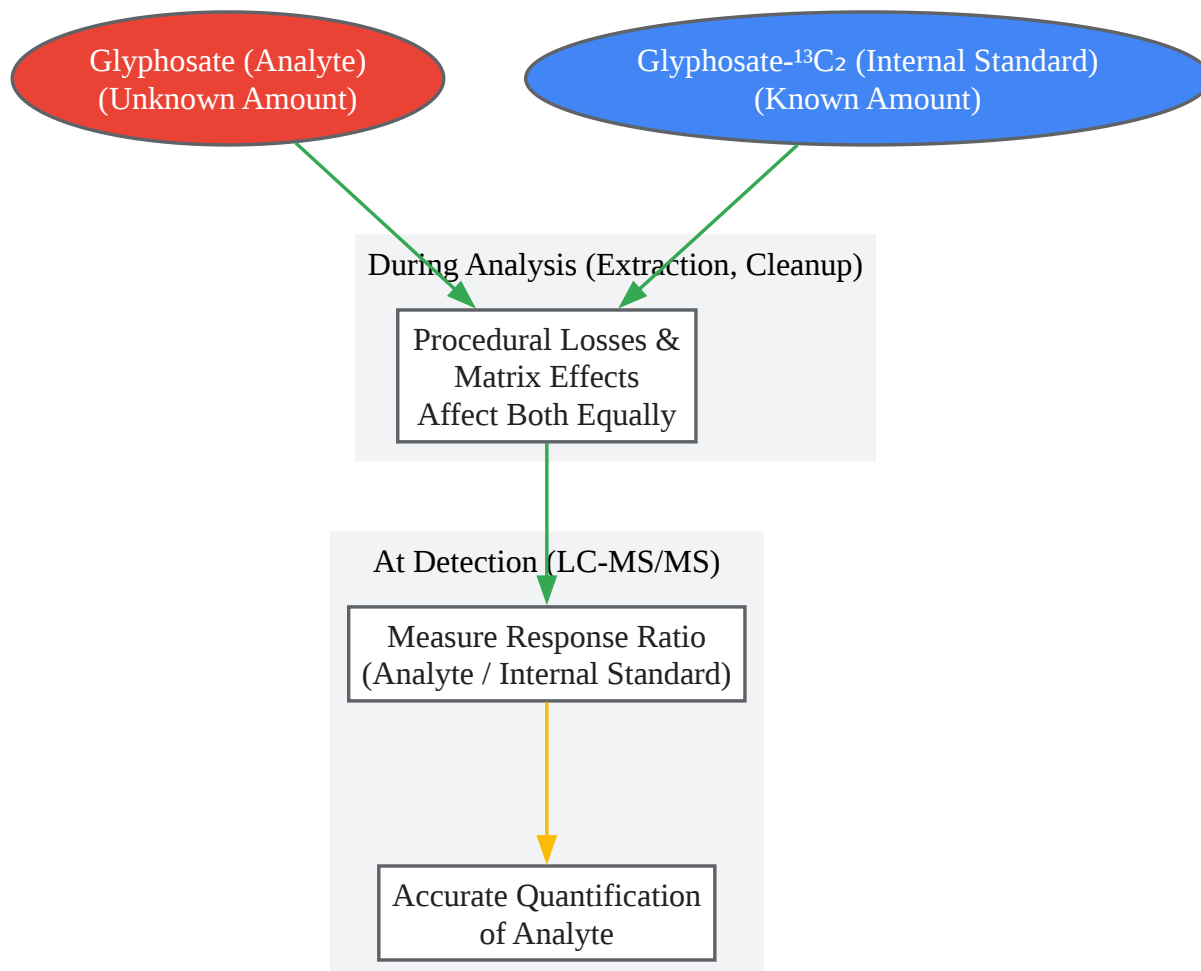 Glyphosate (Analyte)
(Unknown Amount)
Glyphosate-¹³C₂ (Internal Standard)
(Known Amount)
During Analysis (Extraction, Cleanup)
Procedural Losses &
Matrix Effects
Affect Both Equally
At Detection (LC-MS/MS)
Measure Response Ratio
(Analyte / Internal Standard)
Accurate Quantification
of Analyte